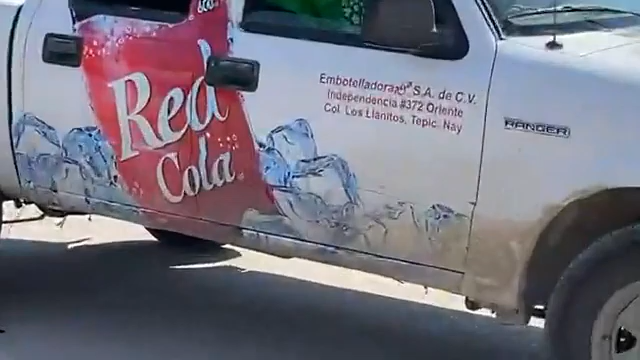 Red
Cola
Embotelladora S.A. de C.V.
Independencia #372 Oriente
Col. Los Llanitos, Tepic. Nay
RANGER